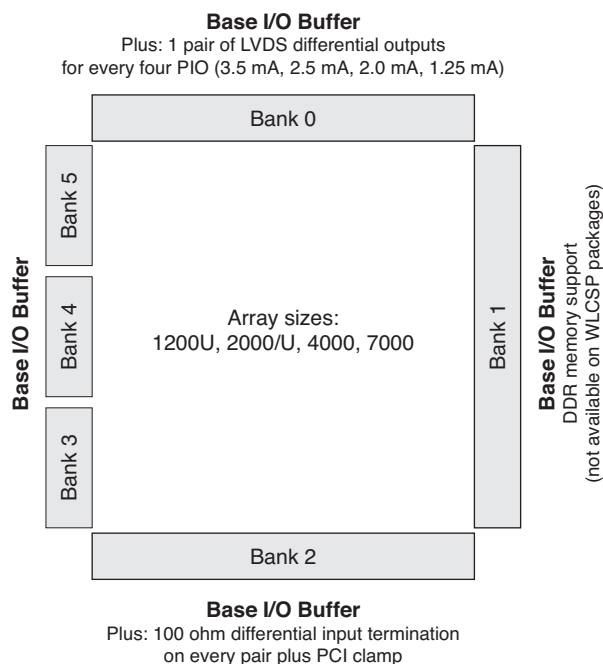 Base I/O Buffer
Plus: 1 pair of LVDS differential outputs
for every four PIO (3.5 mA, 2.5 mA, 2.0 mA, 1.25 mA)
Bank 0
Bank 5
Bank 4
Bank 3
Base I/O Buffer
Array sizes:
1200U, 2000/U, 4000, 7000
Bank 1
Base I/O Buffer
DDR memory support
(not available on WLCSP packages)
Bank 2
Base I/O Buffer
Plus: 100 ohm differential input termination
on every pair plus PCI clamp